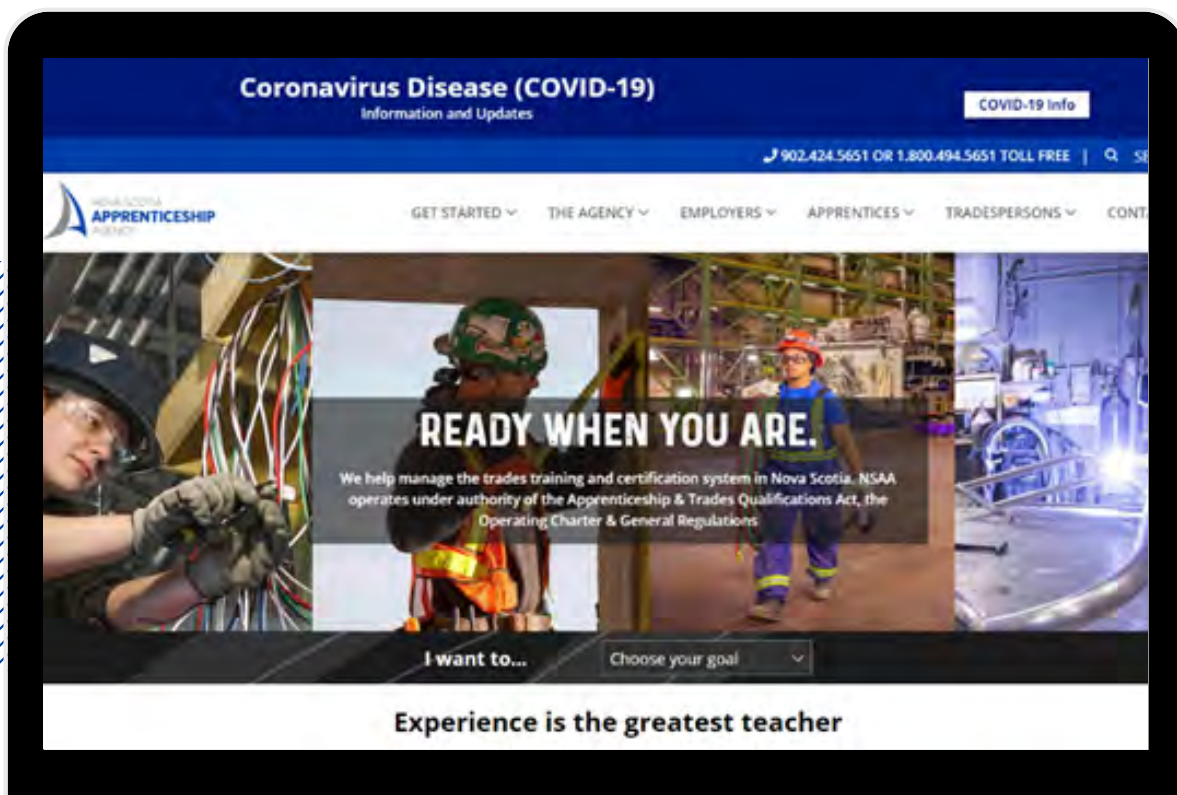 Coronavirus Disease (COVID-19)
Information and Updates
COVID-19 Info
902.424.5651 OR 1.800.494.5651 TOLL FREE | SE
NOVA SCOTIA
APPRENTICESHIP
AGENCY
GET STARTED THE AGENCY EMPLOYERS APPRENTICES TRADESPERSONS CONTA
READY WHEN YOU ARE.
We help manage the trades training and certification system in Nova Scotia. NSAA
operates under authority of the Apprenticeship & Trades Qualifications Act, the
Operating Charter & General Regulations
I want to...
Choose your goal
Experience is the greatest teacher